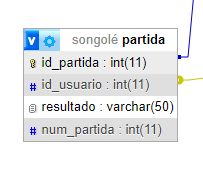 v songolé partida
id_partida : int(11)
# id_usuario : int(11)
resultado : varchar(50)
# num_partida : int(11)